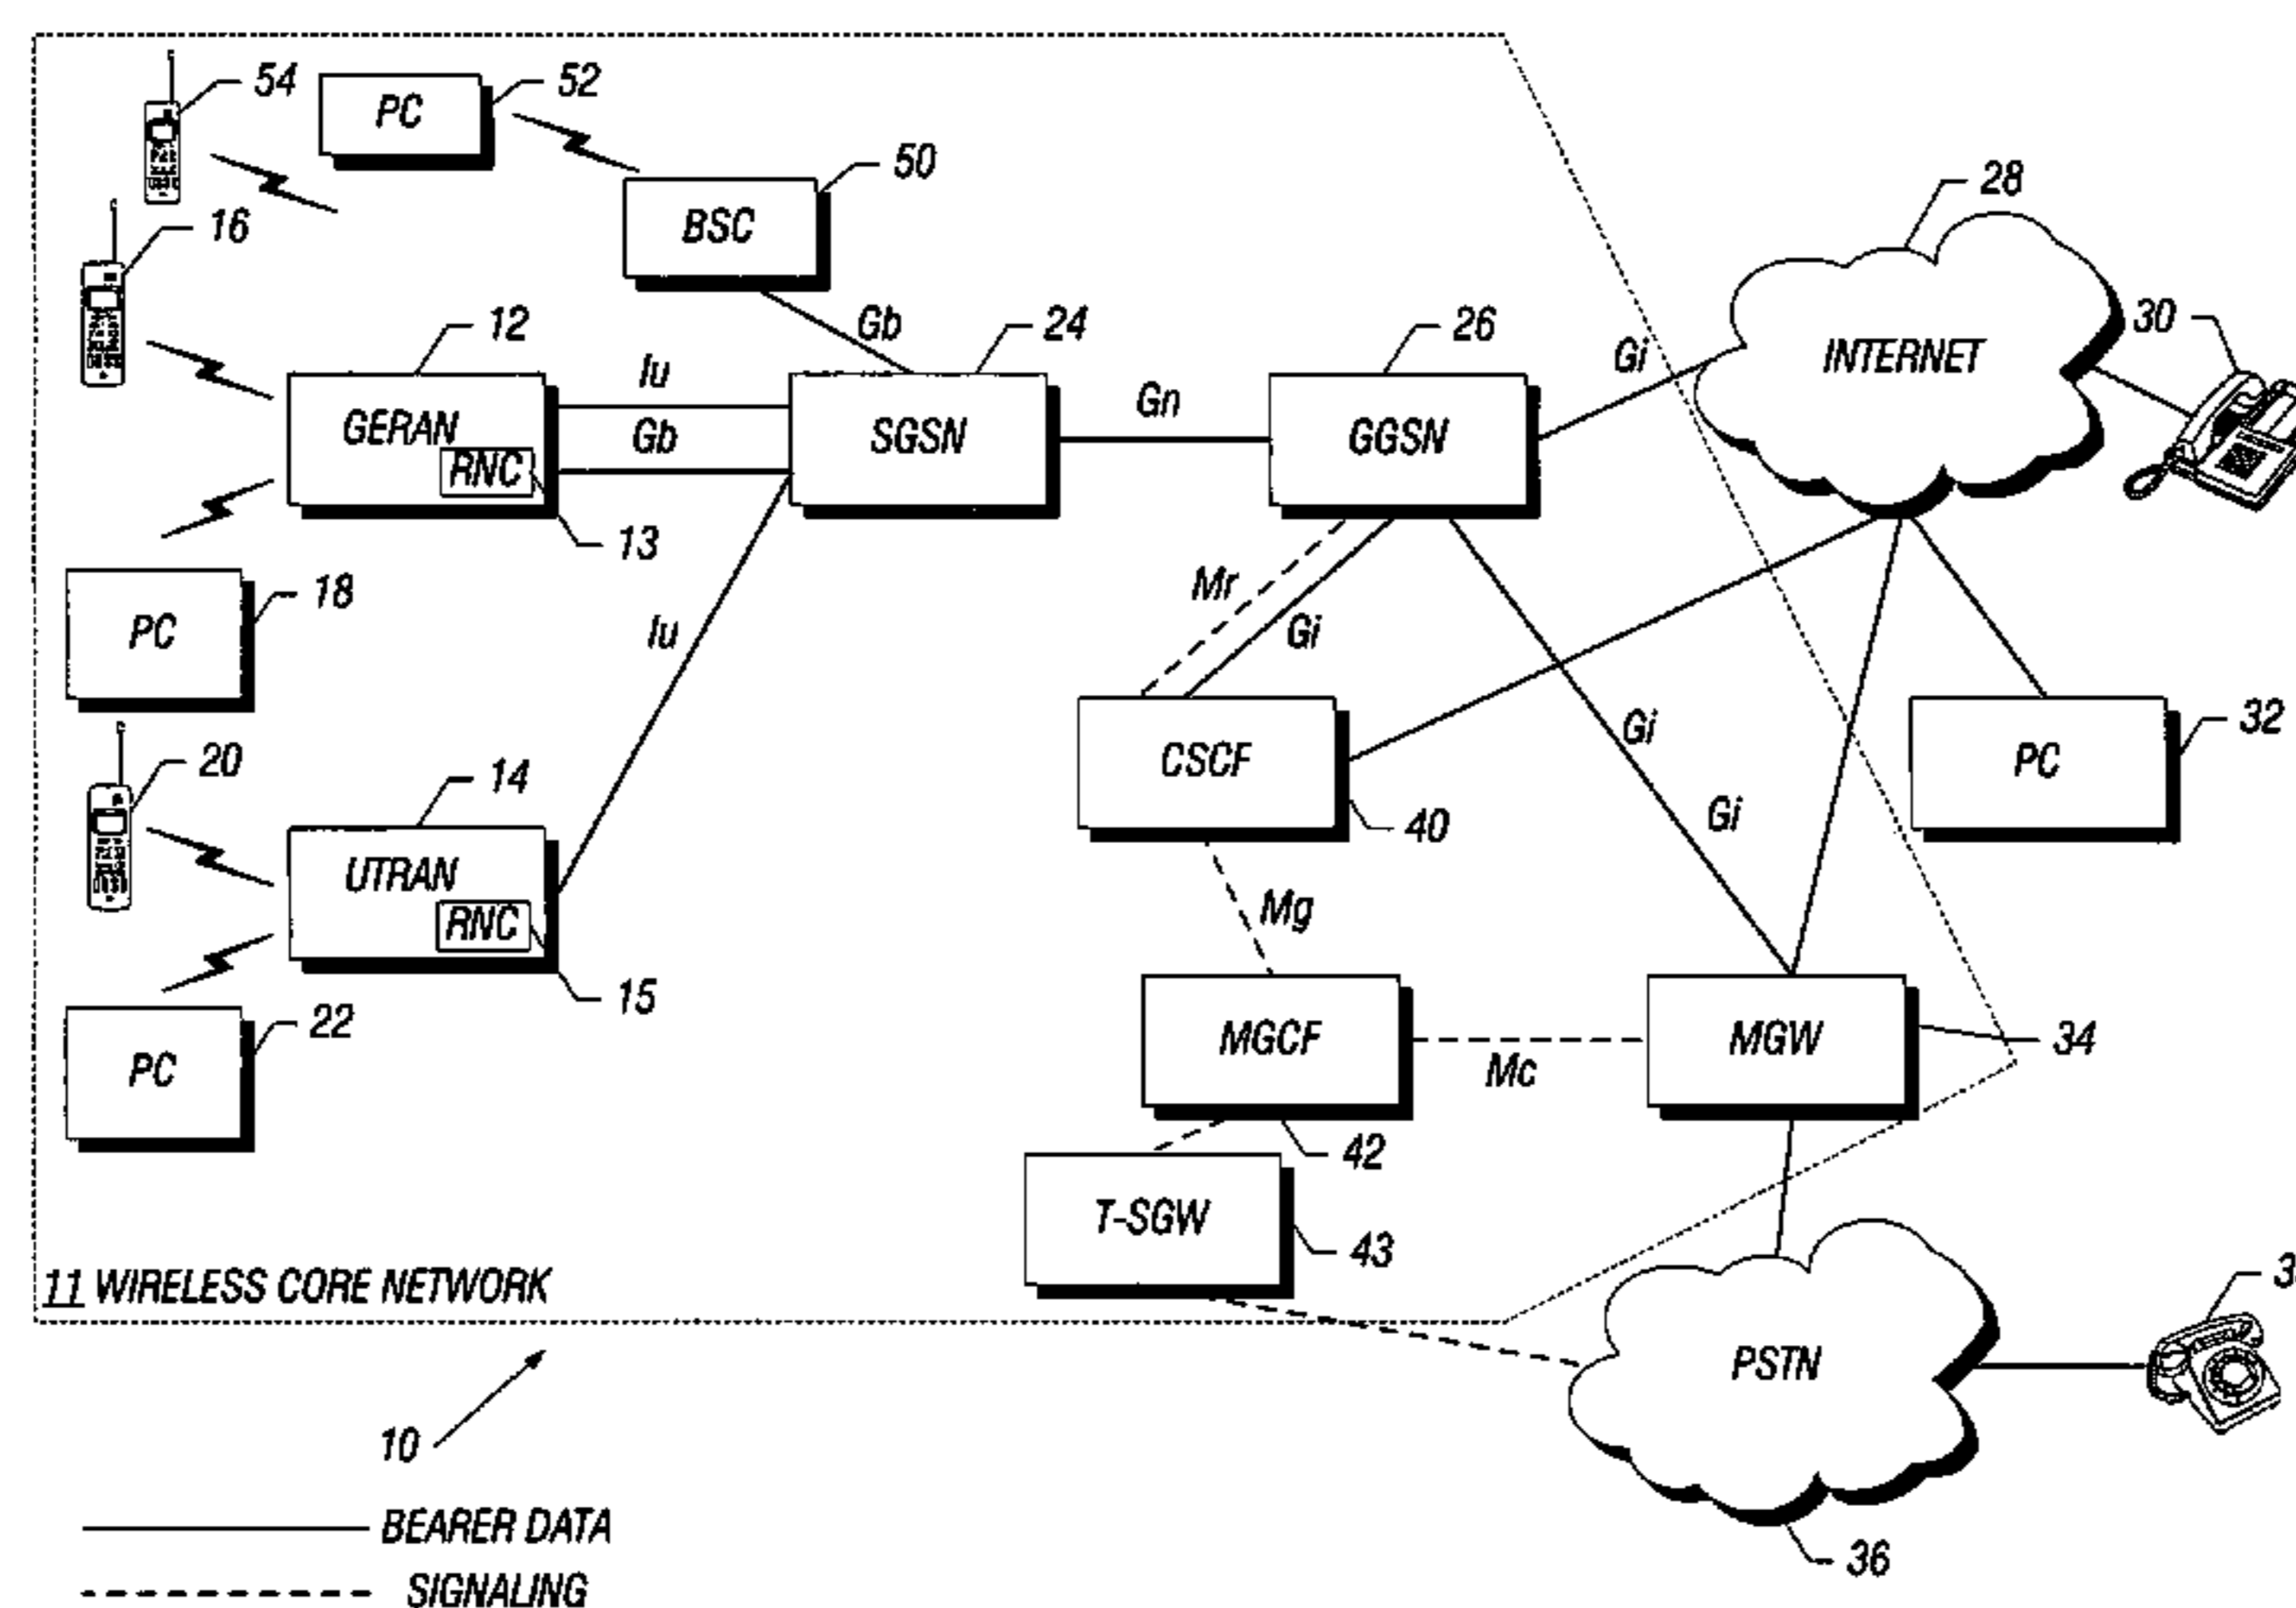 54
PC
52
16
BSC
50
28
12
Gb
24
26
Gi
INTERNET
30
Iu
GERAN
Gb
SGSN
Gn
GGSN
RNC
13
Mr
PC
18
Iu
Gi
Gi
32
20
14
CSCF
PC
Gi
40
UTRAN
RNC
Mg
15
22
PC
MGCF
Mc
MGW
34
42
T-SGW
43
11 WIRELESS CORE NETWORK
3
PSTN
10
BEARER DATA
36
SIGNALING